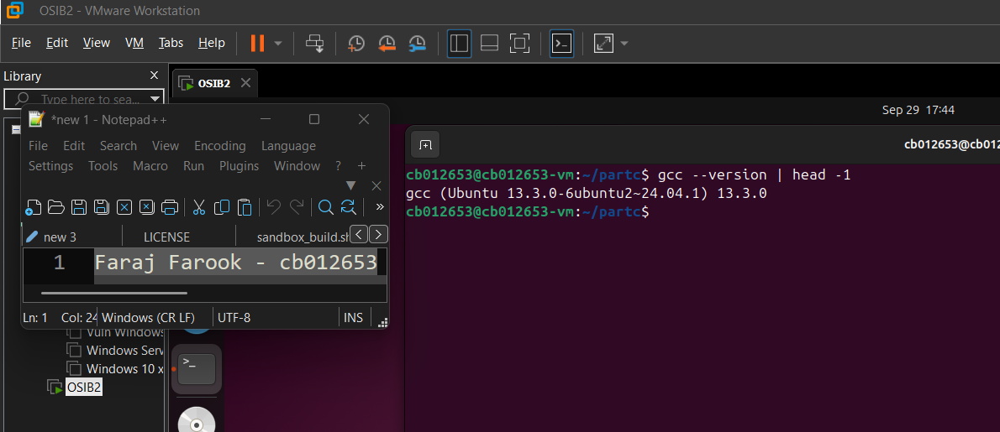 OSIB2 - VMware Workstation
File Edit View VM Tabs Help
Library
Type here to sea...
OSIB2
Sep 29 17:44
*new 1 - Notepad++
File Edit Search View Encoding Language
Settings Tools Macro Run Plugins Window ? +
new 3 LICENSE sandbox_build.sh
1 Faraj Farook - cb012653
Ln: 1 Col: 24 Windows (CR LF) UTF-8 INS
Vuln Windows
Windows Serv
Windows 10 x
OSIB2
cb012653@cb012
cb012653@cb012653-vm:~/partc$ gcc --version | head -1
gcc (Ubuntu 13.3.0-6ubuntu2~24.04.1) 13.3.0
cb012653@cb012653-vm:~/partc$